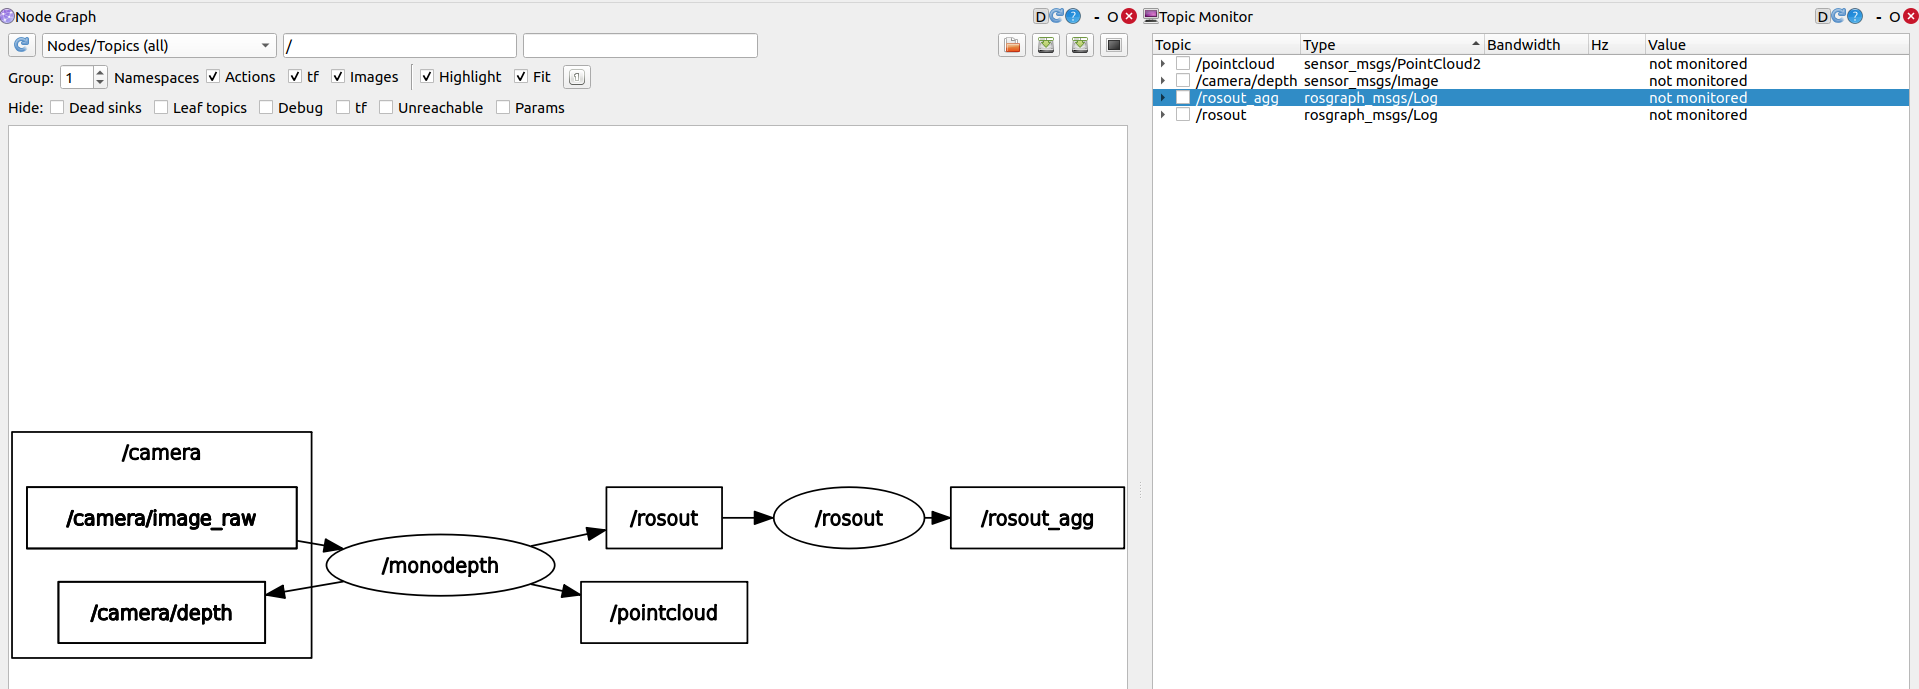 Node Graph
D
- O
Nodes/Topics (all)
/
Group: 1 Namespaces Actions tf Images Highlight Fit
Hide: Dead sinks Leaf topics Debug tf Unreachable Params
/camera
/camera/image_raw
/camera/depth
/monodepth
/rosout
/rosout
/rosout_agg
/pointcloud
Topic Monitor
D
- O
Topic Type Bandwidth Hz Value
/pointcloud sensor_msgs/PointCloud2 not monitored
/camera/depth sensor_msgs/Image not monitored
/rosout_agg rosgraph_msgs/Log not monitored
/rosout rosgraph_msgs/Log not monitored